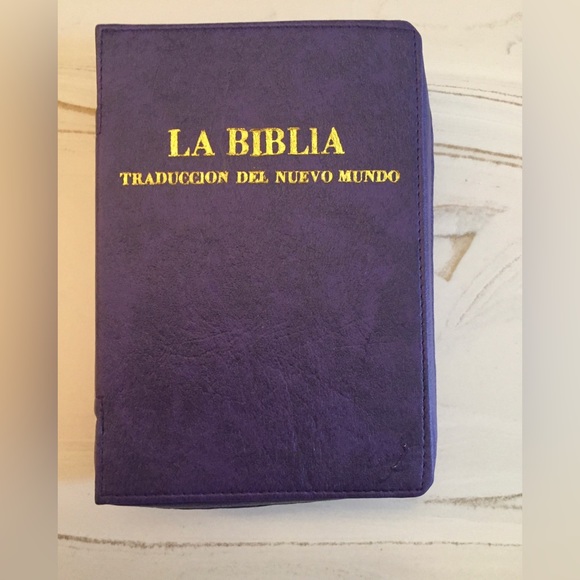 LA BIBLIA
TRADUCCION DEL NUEVO MUNDO